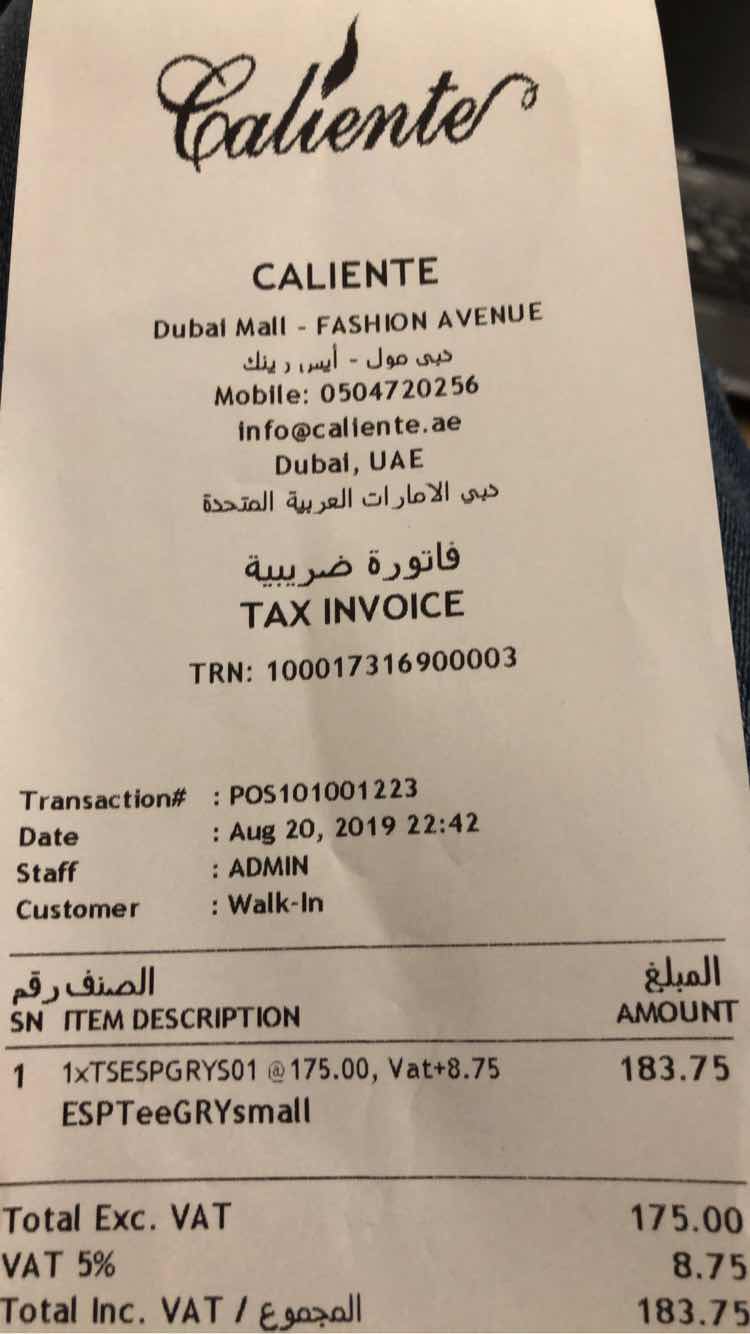 Caliente
CALIENTE
Dubai Mall - FASHION AVENUE
دبي مول - أيس رينك
Mobile: 0504720256
info@caliente.ae
Dubai, UAE
دبي الامارات العربية المتحدة
فاتورة ضريبية
TAX INVOICE
TRN: 100017316900003
Transaction# : POS101001223
Date : Aug 20, 2019 22:42
Staff : ADMIN
Customer : Walk-In
الصنف رقم المبلغ
SN ITEM DESCRIPTION AMOUNT
1 1xTSESPGRYS01 @175.00, Vat+8.75 183.75
ESPTeeGRYsmall
Total Exc. VAT 175.00
VAT 5% 8.75
Total Inc. VAT / المجموع 183.75